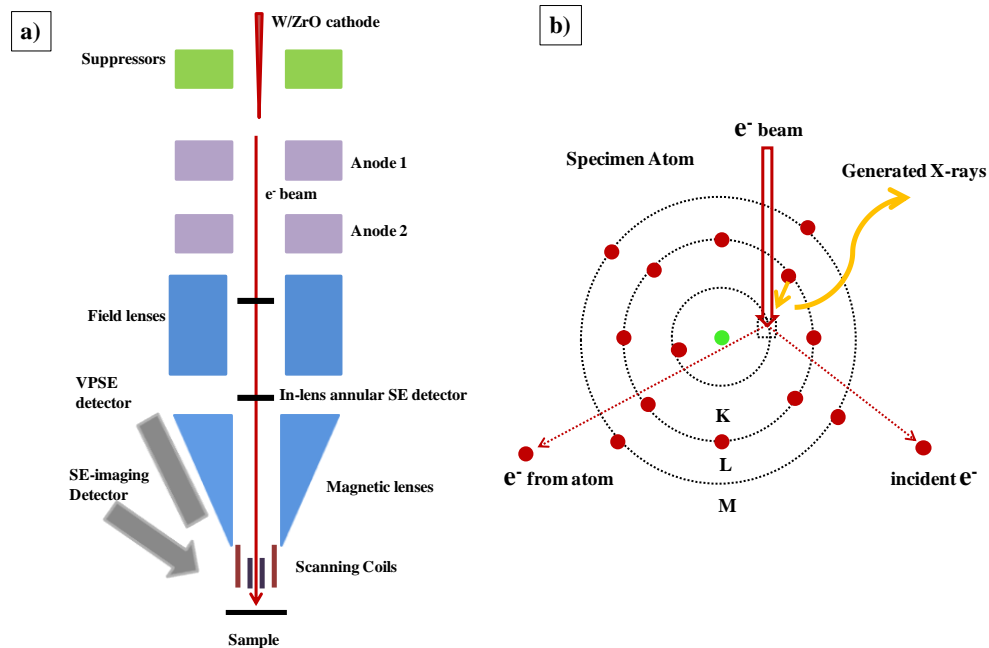 a)
W/ZrO cathode
Suppressors
Anode 1
e⁻ beam
Anode 2
Field lenses
VPSE
detector
In-lens annular SE detector
SE-imaging
Detector
Magnetic lenses
Scanning Coils
Sample
b)
e⁻ beam
Specimen Atom
Generated X-rays
K
L
M
e⁻ from atom
incident e⁻